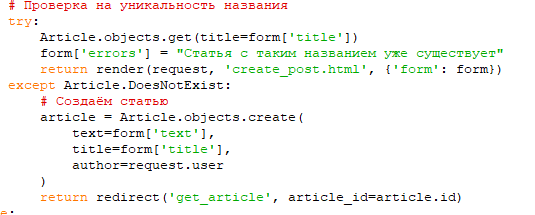 # Проверка на уникальность названия
try:
    Article.objects.get(title=form['title'])
    form['errors'] = "Статья с таким названием уже существует"
    return render(request, 'create_post.html', {'form': form})
except Article.DoesNotExist:
    # Создаём статью
    article = Article.objects.create(
        text=form['text'],
        title=form['title'],
        author=request.user
    )
    return redirect('get_article', article_id=article.id)